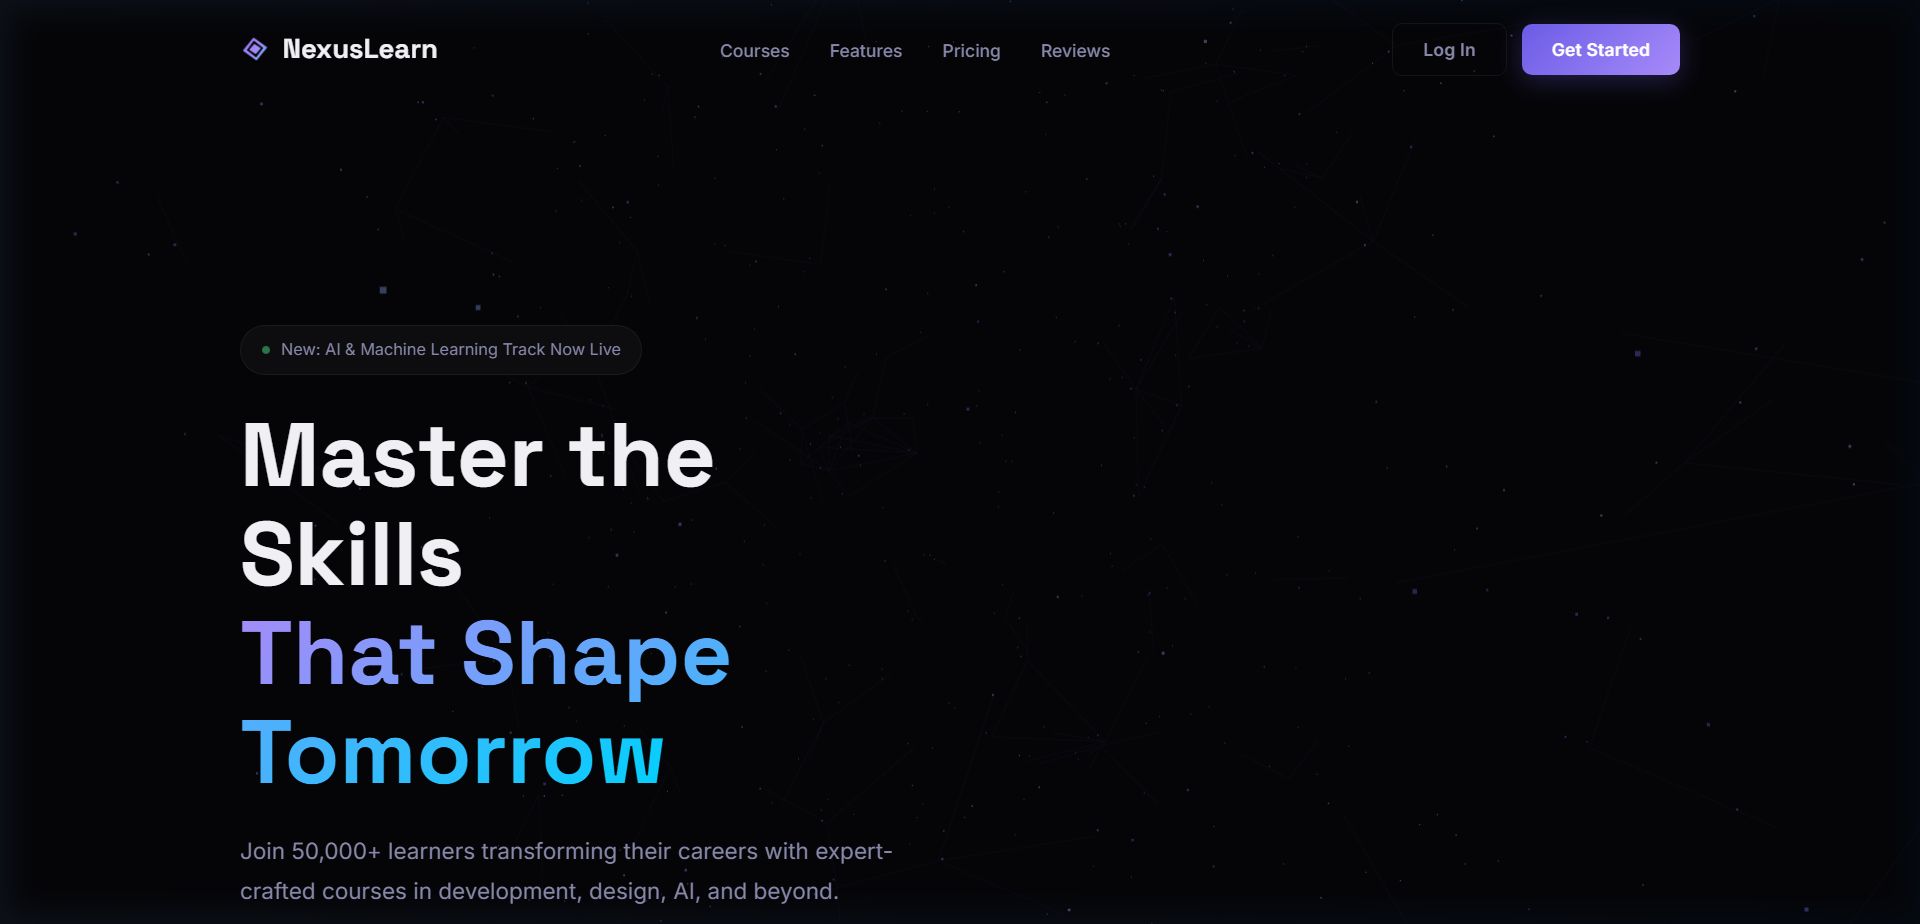 NexusLearn
Courses
Features
Pricing
Reviews
Log In
Get Started
New: AI & Machine Learning Track Now Live
Master the
Skills
That Shape
Tomorrow
Join 50,000+ learners transforming their careers with expert-
crafted courses in development, design, AI, and beyond.